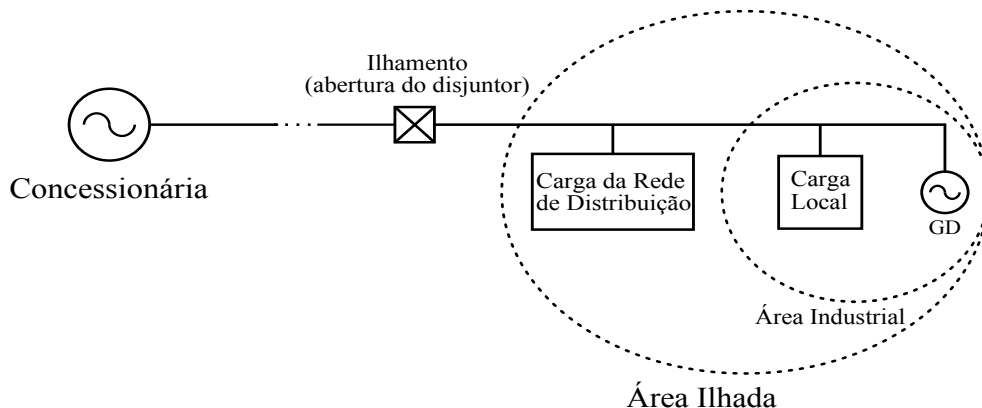 Ilhamento
(abertura do disjuntor)
Concessionária
Carga da Rede
de Distribuição
Carga
Local
GD
Área Industrial
Área Ilhada